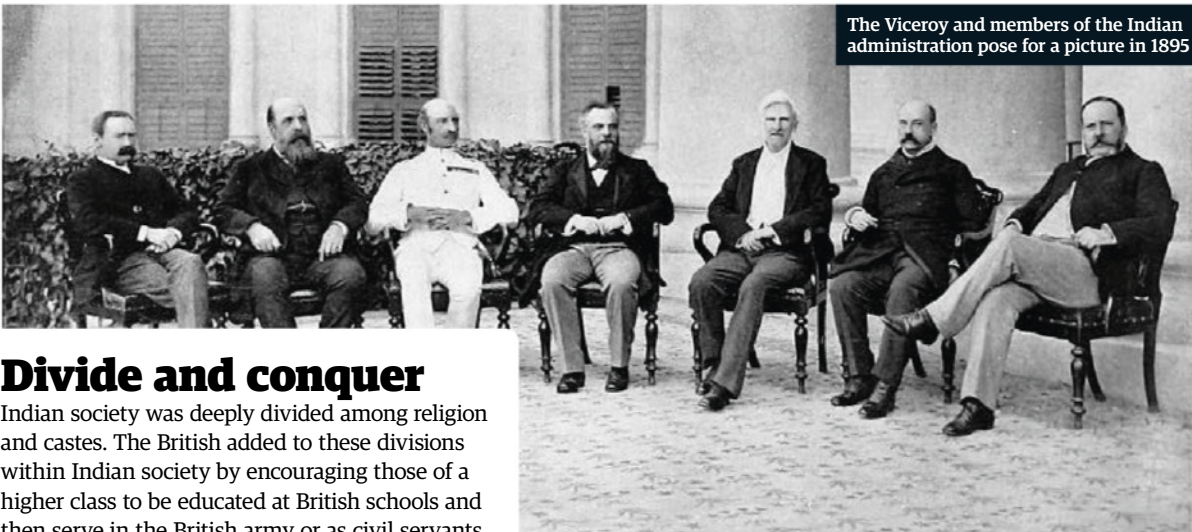 The Viceroy and members of the Indian
administration pose for a picture in 1895
Divide and conquer
Indian society was deeply divided among religion
and castes. The British added to these divisions
within Indian society by encouraging those of a
higher class to be educated at British schools and
then serve in the British army or as civil servants